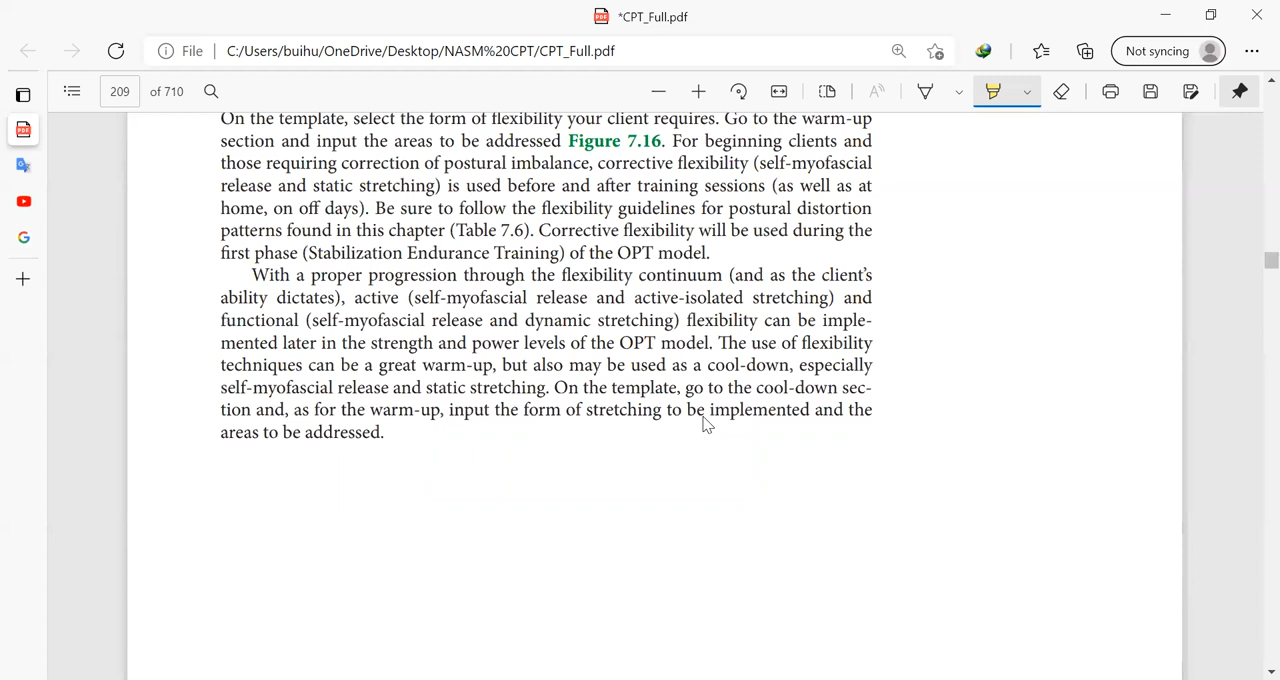 *CPT_Full.pdf
File
C:/Users/buihu/OneDrive/Desktop/NASM%20CPT/CPT_Full.pdf
Not syncing
209 of 710
On the template, select the form of flexibility your client requires. Go to the warm-up
section and input the areas to be addressed Figure 7.16. For beginning clients and
those requiring correction of postural imbalance, corrective flexibility (self-myofascial
release and static stretching) is used before and after training sessions (as well as at
home, on off days). Be sure to follow the flexibility guidelines for postural distortion
patterns found in this chapter (Table 7.6). Corrective flexibility will be used during the
first phase (Stabilization Endurance Training) of the OPT model.
With a proper progression through the flexibility continuum (and as the client's
ability dictates), active (self-myofascial release and active-isolated stretching) and
functional (self-myofascial release and dynamic stretching) flexibility can be imple-
mented later in the strength and power levels of the OPT model. The use of flexibility
techniques can be a great warm-up, but also may be used as a cool-down, especially
self-myofascial release and static stretching. On the template, go to the cool-down sec-
tion and, as for the warm-up, input the form of stretching to be implemented and the
areas to be addressed.